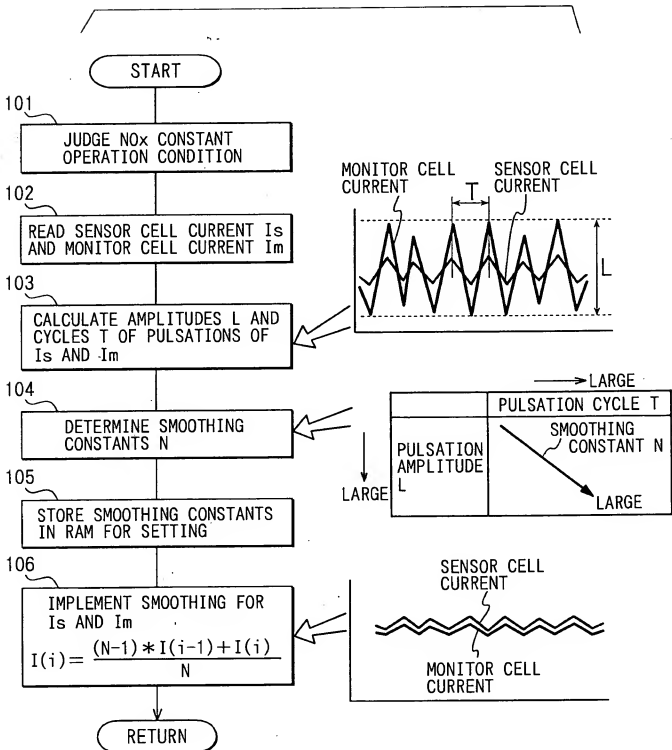 START
101
JUDGE NOx CONSTANT
OPERATION CONDITION
102
READ SENSOR CELL CURRENT Is
AND MONITOR CELL CURRENT Im
103
CALCULATE AMPLITUDES L AND
CYCLES T OF PULSATIONS OF
Is AND Im
MONITOR CELL
CURRENT
T
SENSOR CELL
CURRENT
L
104
DETERMINE SMOOTHING
CONSTANTS N
LARGE
PULSATION CYCLE T
PULSATION
AMPLITUDE
L
SMOOTHING
CONSTANT N
LARGE
LARGE
105
STORE SMOOTHING CONSTANTS
IN RAM FOR SETTING
106
IMPLEMENT SMOOTHING FOR
Is AND Im
I(i)= (N-1)*I(i-1)+I(i)
N
SENSOR CELL
CURRENT
MONITOR CELL
CURRENT
RETURN